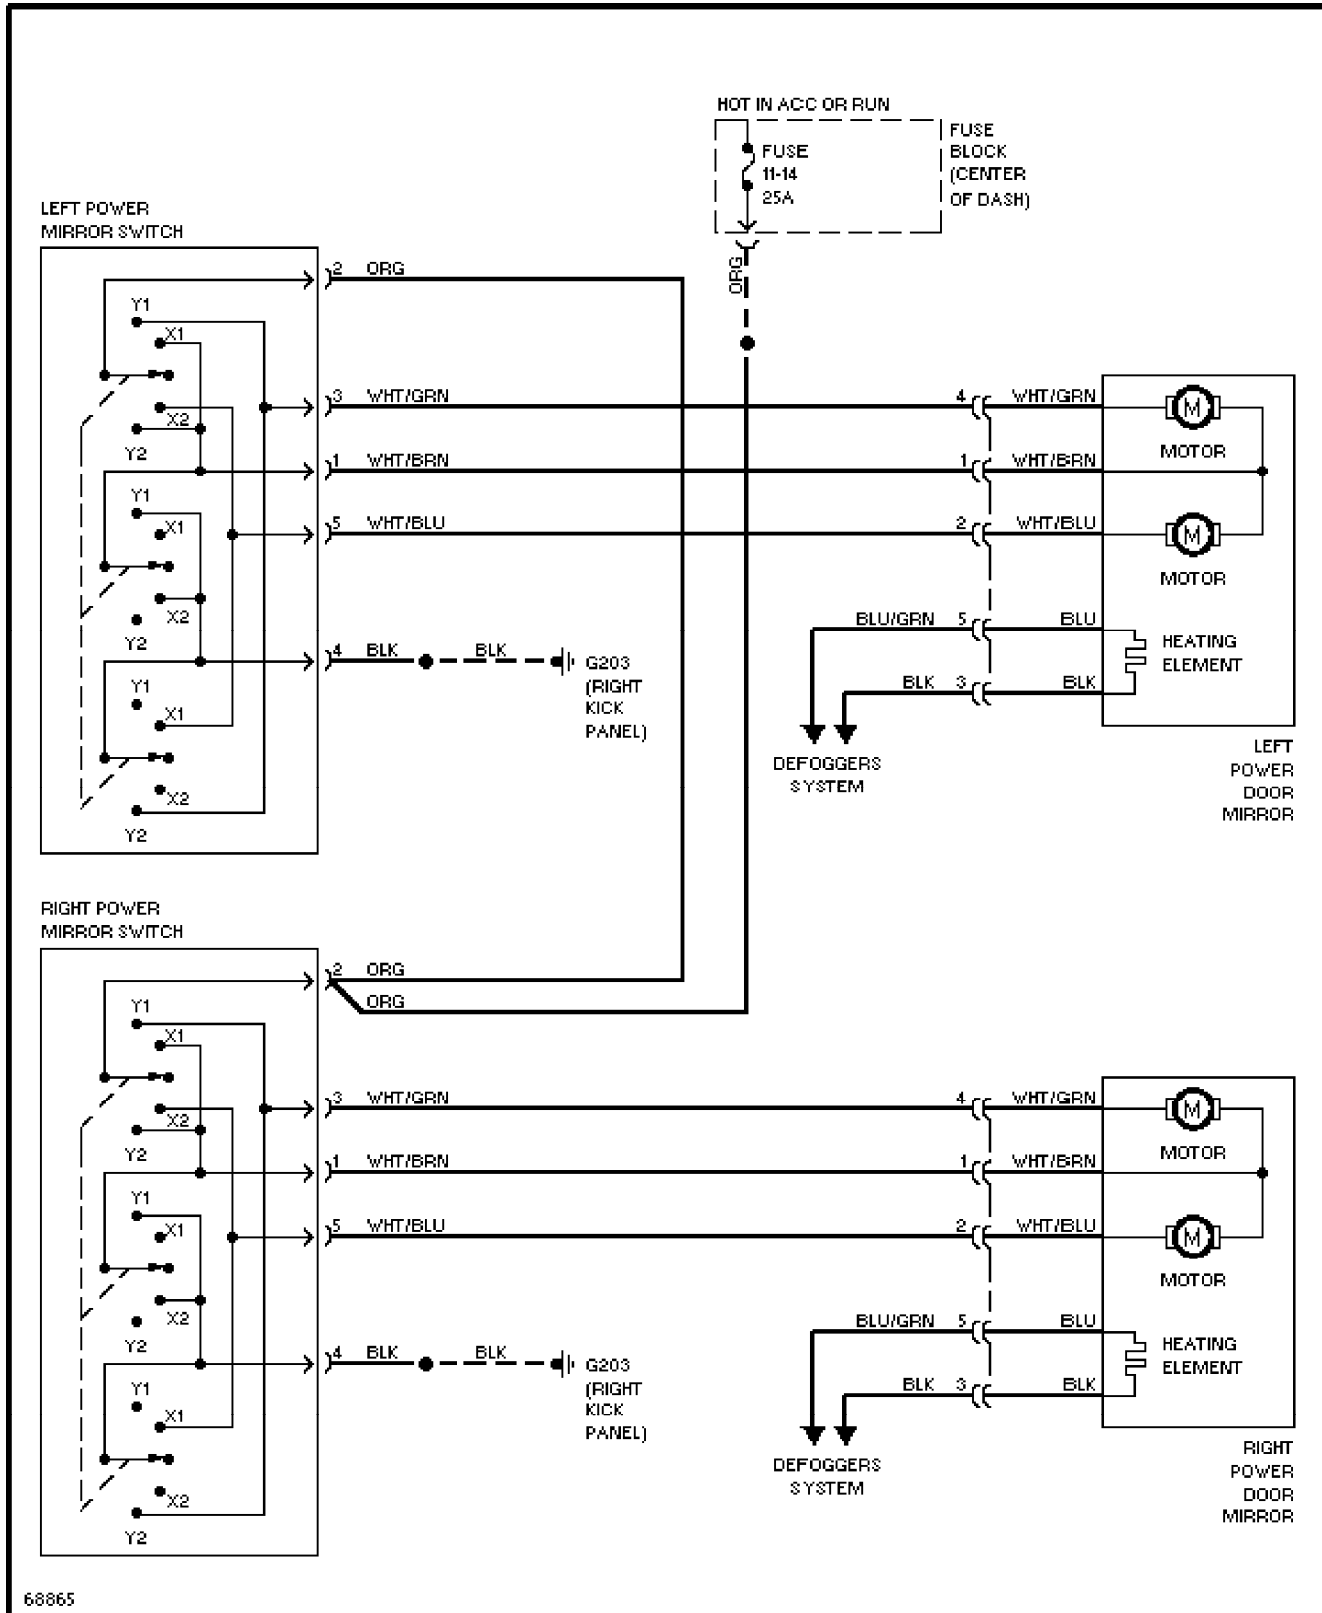 HOT IN ACC OR RUN
FUSE
11-14
25A
FUSE
BLOCK
(CENTER
OF DASH)
ORG
LEFT POWER
MIRROR SWITCH
2 ORG
Y1
X1
X2
Y2
3 WHT/GRN
4 WHT/GRN
1 WHT/BRN
1 WHT/BRN
Y1
X1
X2
Y2
5 WHT/BLU
2 WHT/BLU
M
MOTOR
M
MOTOR
BLU/GRN 5 BLU
BLK 3 BLK
HEATING
ELEMENT
4 BLK
BLK
G203
(RIGHT
KICK
PANEL)
Y1
X1
X2
Y2
DEFOGGERS
SYSTEM
LEFT
POWER
DOOR
MIRROR
RIGHT POWER
MIRROR SWITCH
2 ORG
ORG
Y1
X1
X2
Y2
3 WHT/GRN
4 WHT/GRN
1 WHT/BRN
1 WHT/BRN
Y1
X1
X2
Y2
5 WHT/BLU
2 WHT/BLU
M
MOTOR
M
MOTOR
BLU/GRN 5 BLU
BLK 3 BLK
HEATING
ELEMENT
4 BLK
BLK
G203
(RIGHT
KICK
PANEL)
Y1
X1
X2
Y2
DEFOGGERS
SYSTEM
RIGHT
POWER
DOOR
MIRROR
68865